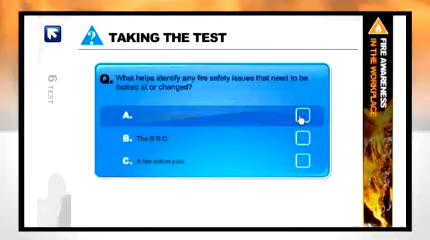 TAKING THE TEST
Q. What helps identify any fire safety issues that need to be
looked at or changed?
A.
B. The R R O
C. A fire action plan
6 TEST
6 FIRE AWARENESS
IN THE WORKPLACE